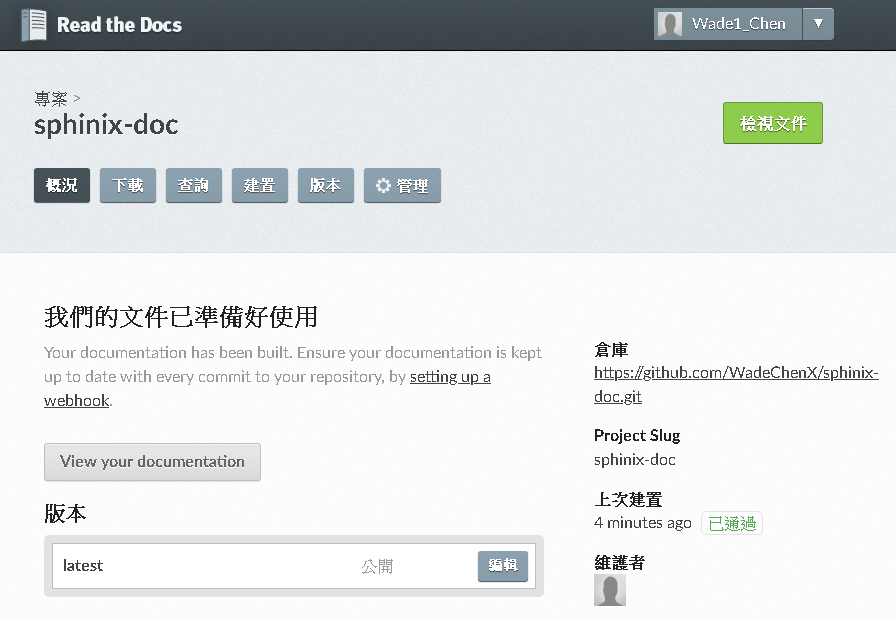 Read the Docs
Wade1_Chen
專案 >
sphinix-doc
檢視文件
概況
下載
查詢
建置
版本
管理
我們的文件已準備好使用
Your documentation has been built. Ensure your documentation is kept
up to date with every commit to your repository, by setting up a
webhook.
View your documentation
版本
latest
公開
編輯
倉庫
https://github.com/WadeChenX/sphinix-
doc.git
Project Slug
sphinix-doc
上次建置
4 minutes ago 已通過
維護者